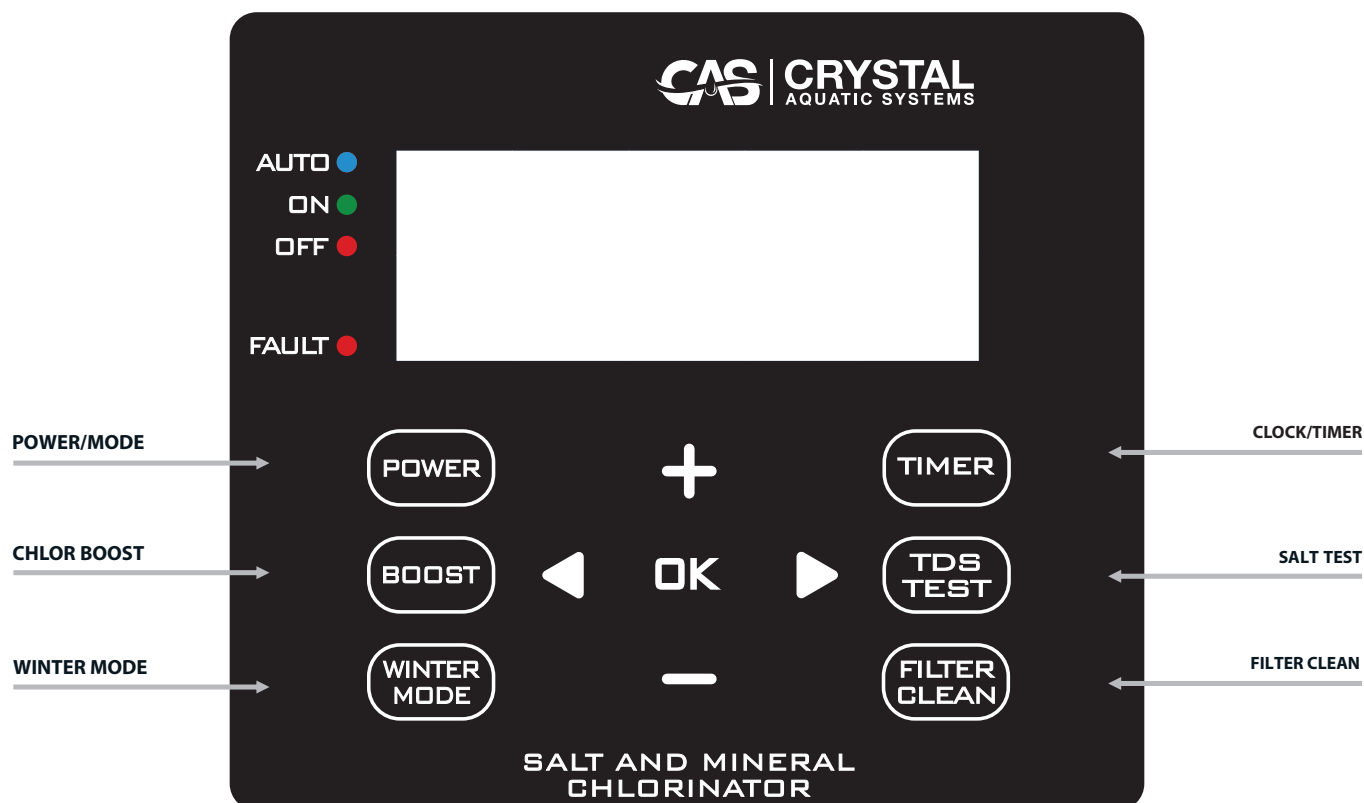 CAS CRYSTAL
AQUATIC SYSTEMS
AUTO
ON
OFF
FAULT
POWER/MODE
CHLOR BOOST
WINTER MODE
POWER
BOOST
WINTER
MODE
+
OK
−
TIMER
TDS
TEST
FILTER
CLEAN
CLOCK/TIMER
SALT TEST
FILTER CLEAN
SALT AND MINERAL
CHLORINATOR